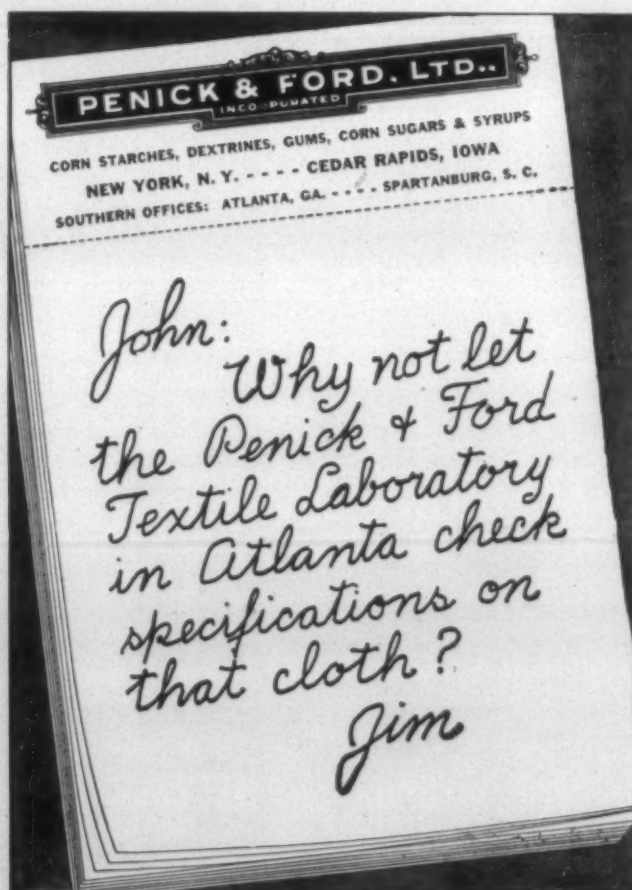 PENICK & FORD, LTD..
INCORPORATED
CORN STARCHES, DEXTRINES, GUMS, CORN SUGARS & SYRUPS
NEW YORK, N. Y. - - - - - CEDAR RAPIDS, IOWA
SOUTHERN OFFICES: ATLANTA, GA. - - - - SPARTANBURG, S. C.
John:
Why not let
the Penick & Ford
Textile Laboratory
in Atlanta check
specifications on
that cloth?
Jim